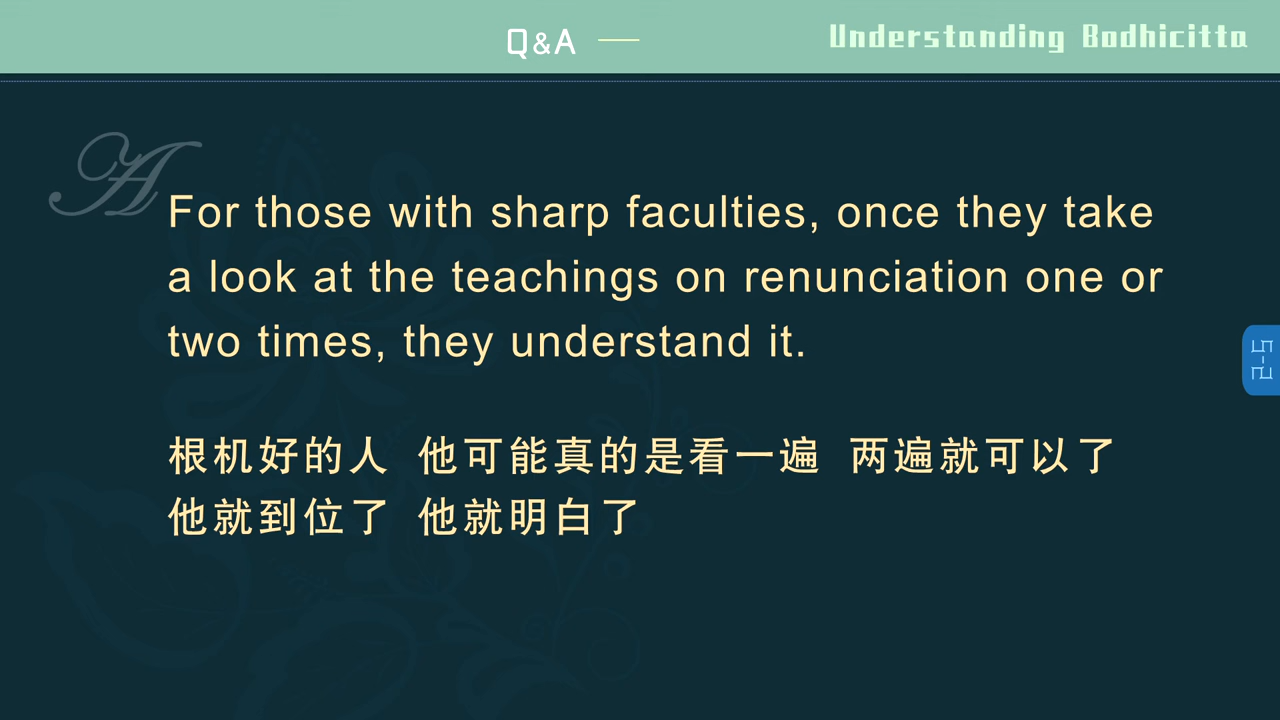 Q&A
Understanding Bodhicitta
A
For those with sharp faculties, once they take
a look at the teachings on renunciation one or
two times, they understand it.
根机好的人 他可能真的是看一遍 两遍就可以了
他就到位了 他就明白了
5-2